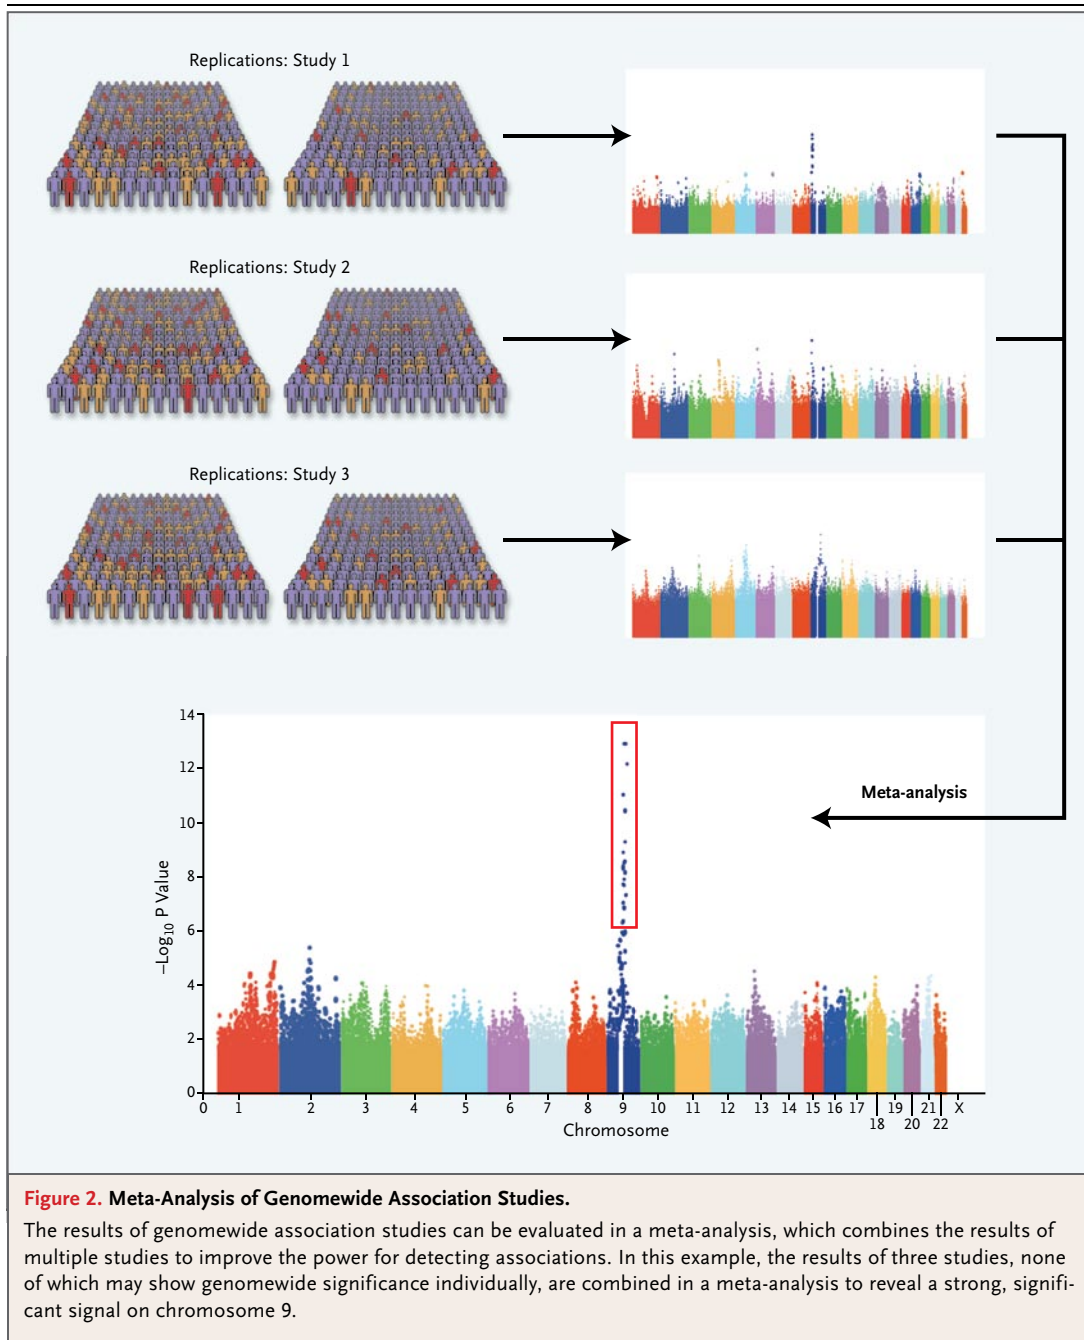 Replications: Study 1
Replications: Study 2
Replications: Study 3
Meta-analysis
14
12
10
8
6
4
2
0
–Log10 P Value
0 1 2 3 4 5 6 7 8 9 10 11 12 13 14 15 16 17 19 21 X
18 20 22
Chromosome
Figure 2. Meta-Analysis of Genomewide Association Studies.
The results of genomewide association studies can be evaluated in a meta-analysis, which combines the results of
multiple studies to improve the power for detecting associations. In this example, the results of three studies, none
of which may show genomewide significance individually, are combined in a meta-analysis to reveal a strong, signifi-
cant signal on chromosome 9.